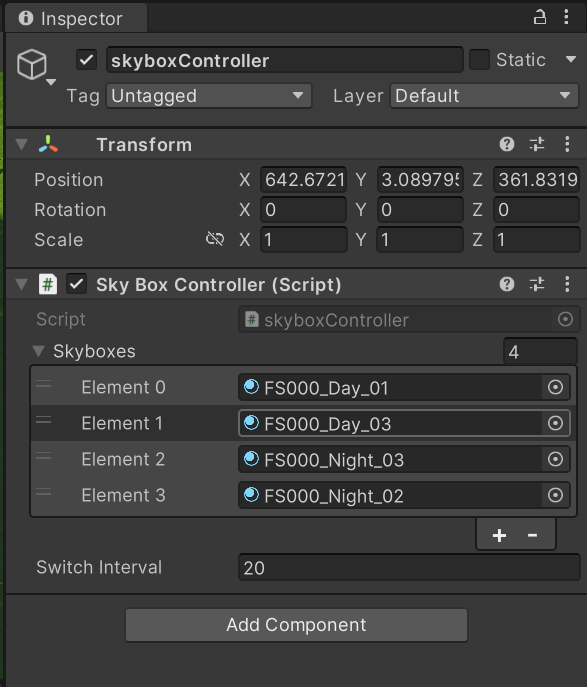 Inspector
skyboxController Static
Tag Untagged Layer Default
Transform
Position X 642.6721 Y 3.089795 Z 361.8319
Rotation X 0 Y 0 Z 0
Scale X 1 Y 1 Z 1
# Sky Box Controller (Script)
Script # skyboxController
Skyboxes 4
Element 0 FS000_Day_01
Element 1 FS000_Day_03
Element 2 FS000_Night_03
Element 3 FS000_Night_02
+ -
Switch Interval 20
Add Component